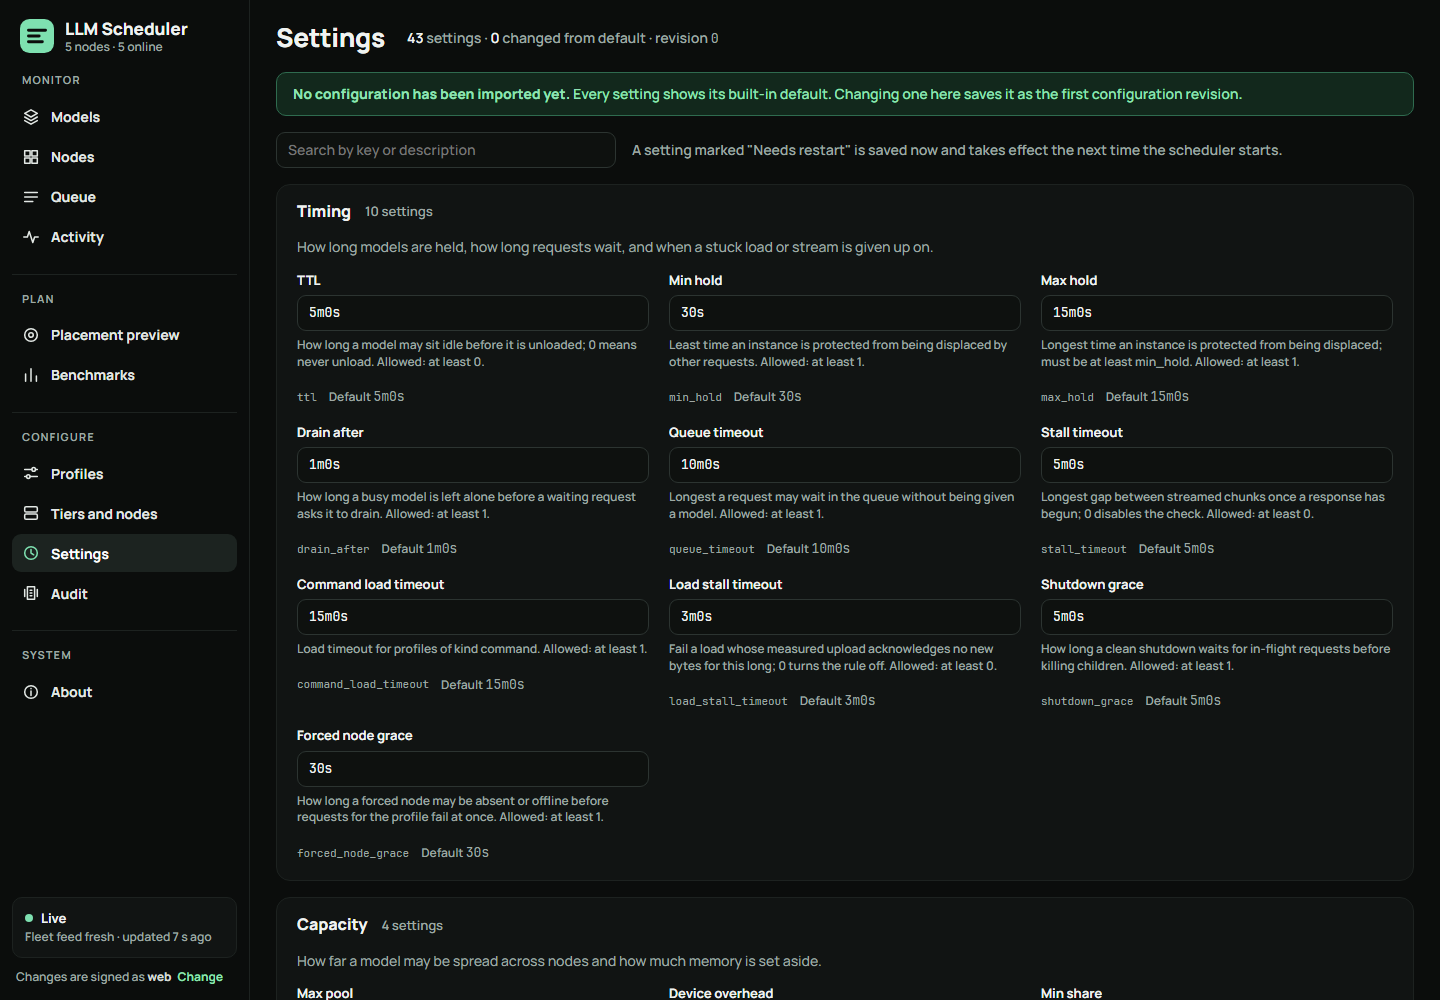 LLM Scheduler
5 nodes · 5 online
MONITOR
Models
Nodes
Queue
Activity
PLAN
Placement preview
Benchmarks
CONFIGURE
Profiles
Tiers and nodes
Settings
Audit
SYSTEM
About
Live
Fleet feed fresh · updated 7 s ago
Changes are signed as web Change
Settings 43 settings · 0 changed from default · revision 0
No configuration has been imported yet. Every setting shows its built-in default. Changing one here saves it as the first configuration revision.
Search by key or description
A setting marked "Needs restart" is saved now and takes effect the next time the scheduler starts.
Timing 10 settings
How long models are held, how long requests wait, and when a stuck load or stream is given up on.
TTL
5m0s
How long a model may sit idle before it is unloaded; 0 means
never unload. Allowed: at least 0.
ttl Default 5m0s
Min hold
30s
Least time an instance is protected from being displaced by
other requests. Allowed: at least 1.
min_hold Default 30s
Max hold
15m0s
Longest time an instance is protected from being displaced;
must be at least min_hold. Allowed: at least 1.
max_hold Default 15m0s
Drain after
1m0s
How long a busy model is left alone before a waiting request
asks it to drain. Allowed: at least 1.
drain_after Default 1m0s
Queue timeout
10m0s
Longest a request may wait in the queue without being given
a model. Allowed: at least 1.
queue_timeout Default 10m0s
Stall timeout
5m0s
Longest gap between streamed chunks once a response has
begun; 0 disables the check. Allowed: at least 0.
stall_timeout Default 5m0s
Command load timeout
15m0s
Load timeout for profiles of kind command. Allowed: at least 1.
command_load_timeout Default 15m0s
Load stall timeout
3m0s
Fail a load whose measured upload acknowledges no new
bytes for this long; 0 turns the rule off. Allowed: at least 0.
load_stall_timeout Default 3m0s
Shutdown grace
5m0s
How long a clean shutdown waits for in-flight requests before
killing children. Allowed: at least 1.
shutdown_grace Default 5m0s
Forced node grace
30s
How long a forced node may be absent or offline before
requests for the profile fail at once. Allowed: at least 1.
forced_node_grace Default 30s
Capacity 4 settings
How far a model may be spread across nodes and how much memory is set aside.
Max pool
Device overhead
Min share